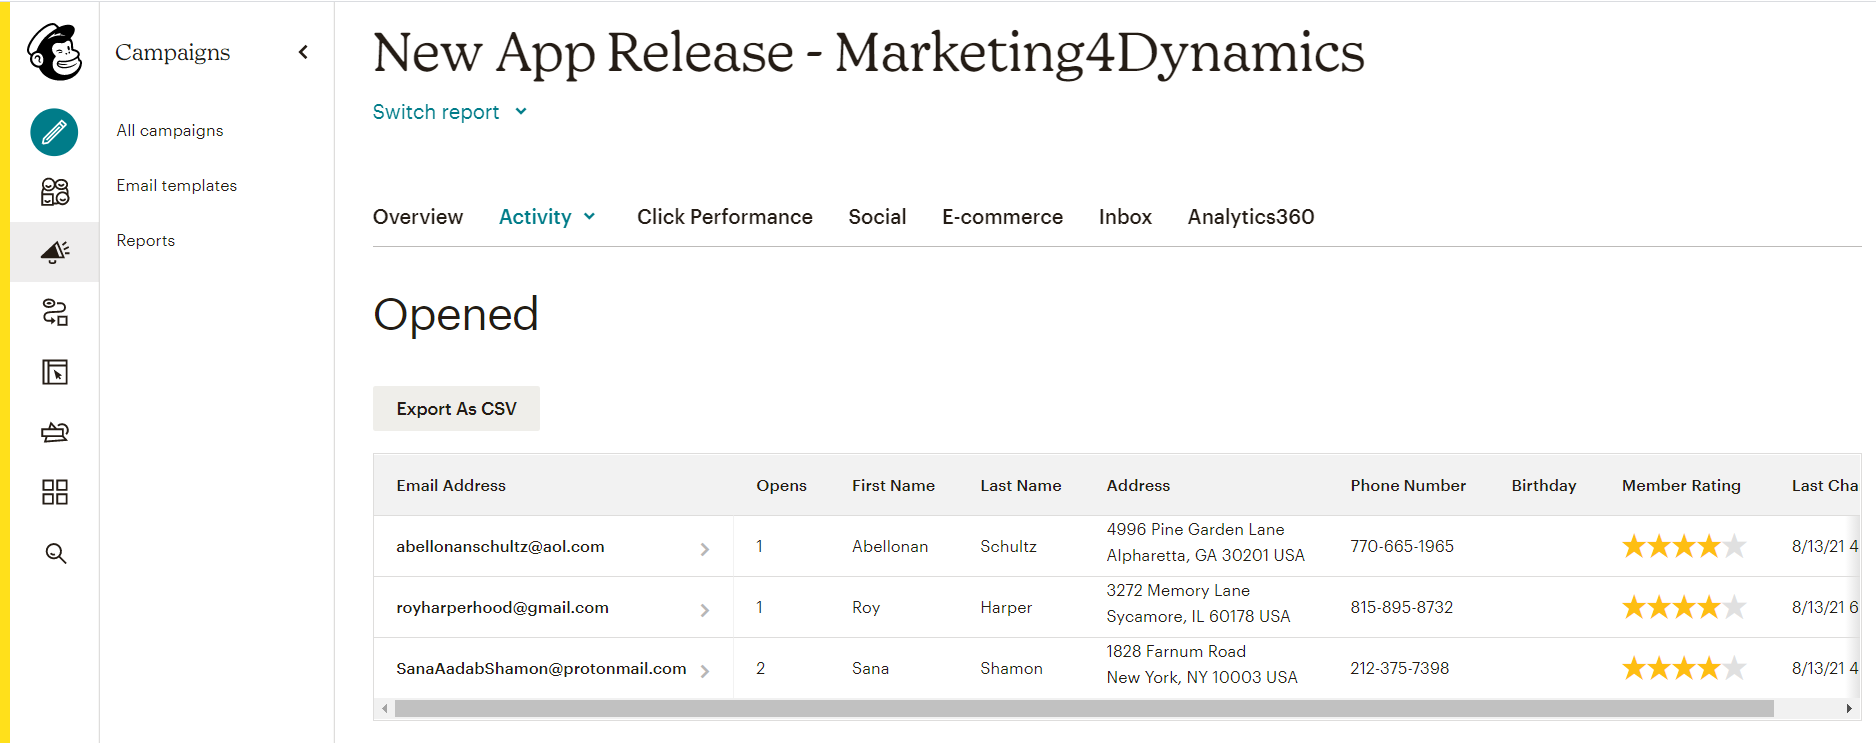 Campaigns
All campaigns
Email templates
Reports
New App Release - Marketing4Dynamics
Switch report
Overview Activity Click Performance Social E-commerce Inbox Analytics360
Opened
Export As CSV
Email Address Opens First Name Last Name Address Phone Number Birthday Member Rating Last Cha
abellonanschultz@aol.com 1 Abellonan Schultz 4996 Pine Garden Lane 770-665-1965 8/13/21 4
Alpharetta, GA 30201 USA
royharperhood@gmail.com 1 Roy Harper 3272 Memory Lane 815-895-8732 8/13/21 6
Sycamore, IL 60178 USA
SanaAadabShamon@protonmail.com 2 Sana Shamon 1828 Farnum Road 212-375-7398 8/13/21 4
New York, NY 10003 USA